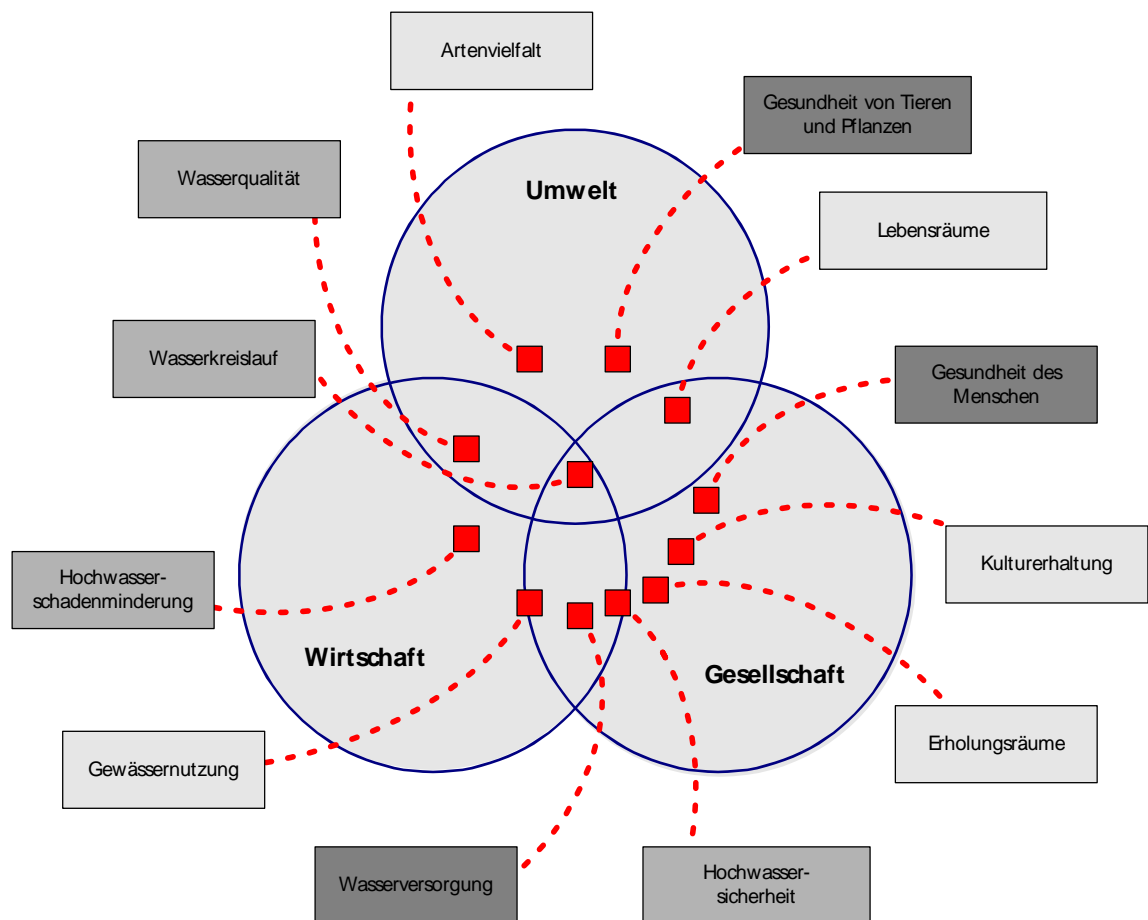 Artenvielfalt
Gesundheit von Tieren
und Pflanzen
Wasserqualität
Umwelt
Lebensräume
Wasserkreislauf
Gesundheit des
Menschen
Kulturerhaltung
Hochwasser-
schadenminderung
Wirtschaft
Gesellschaft
Erholungsräume
Gewässernutzung
Wasserversorgung
Hochwasser-
sicherheit